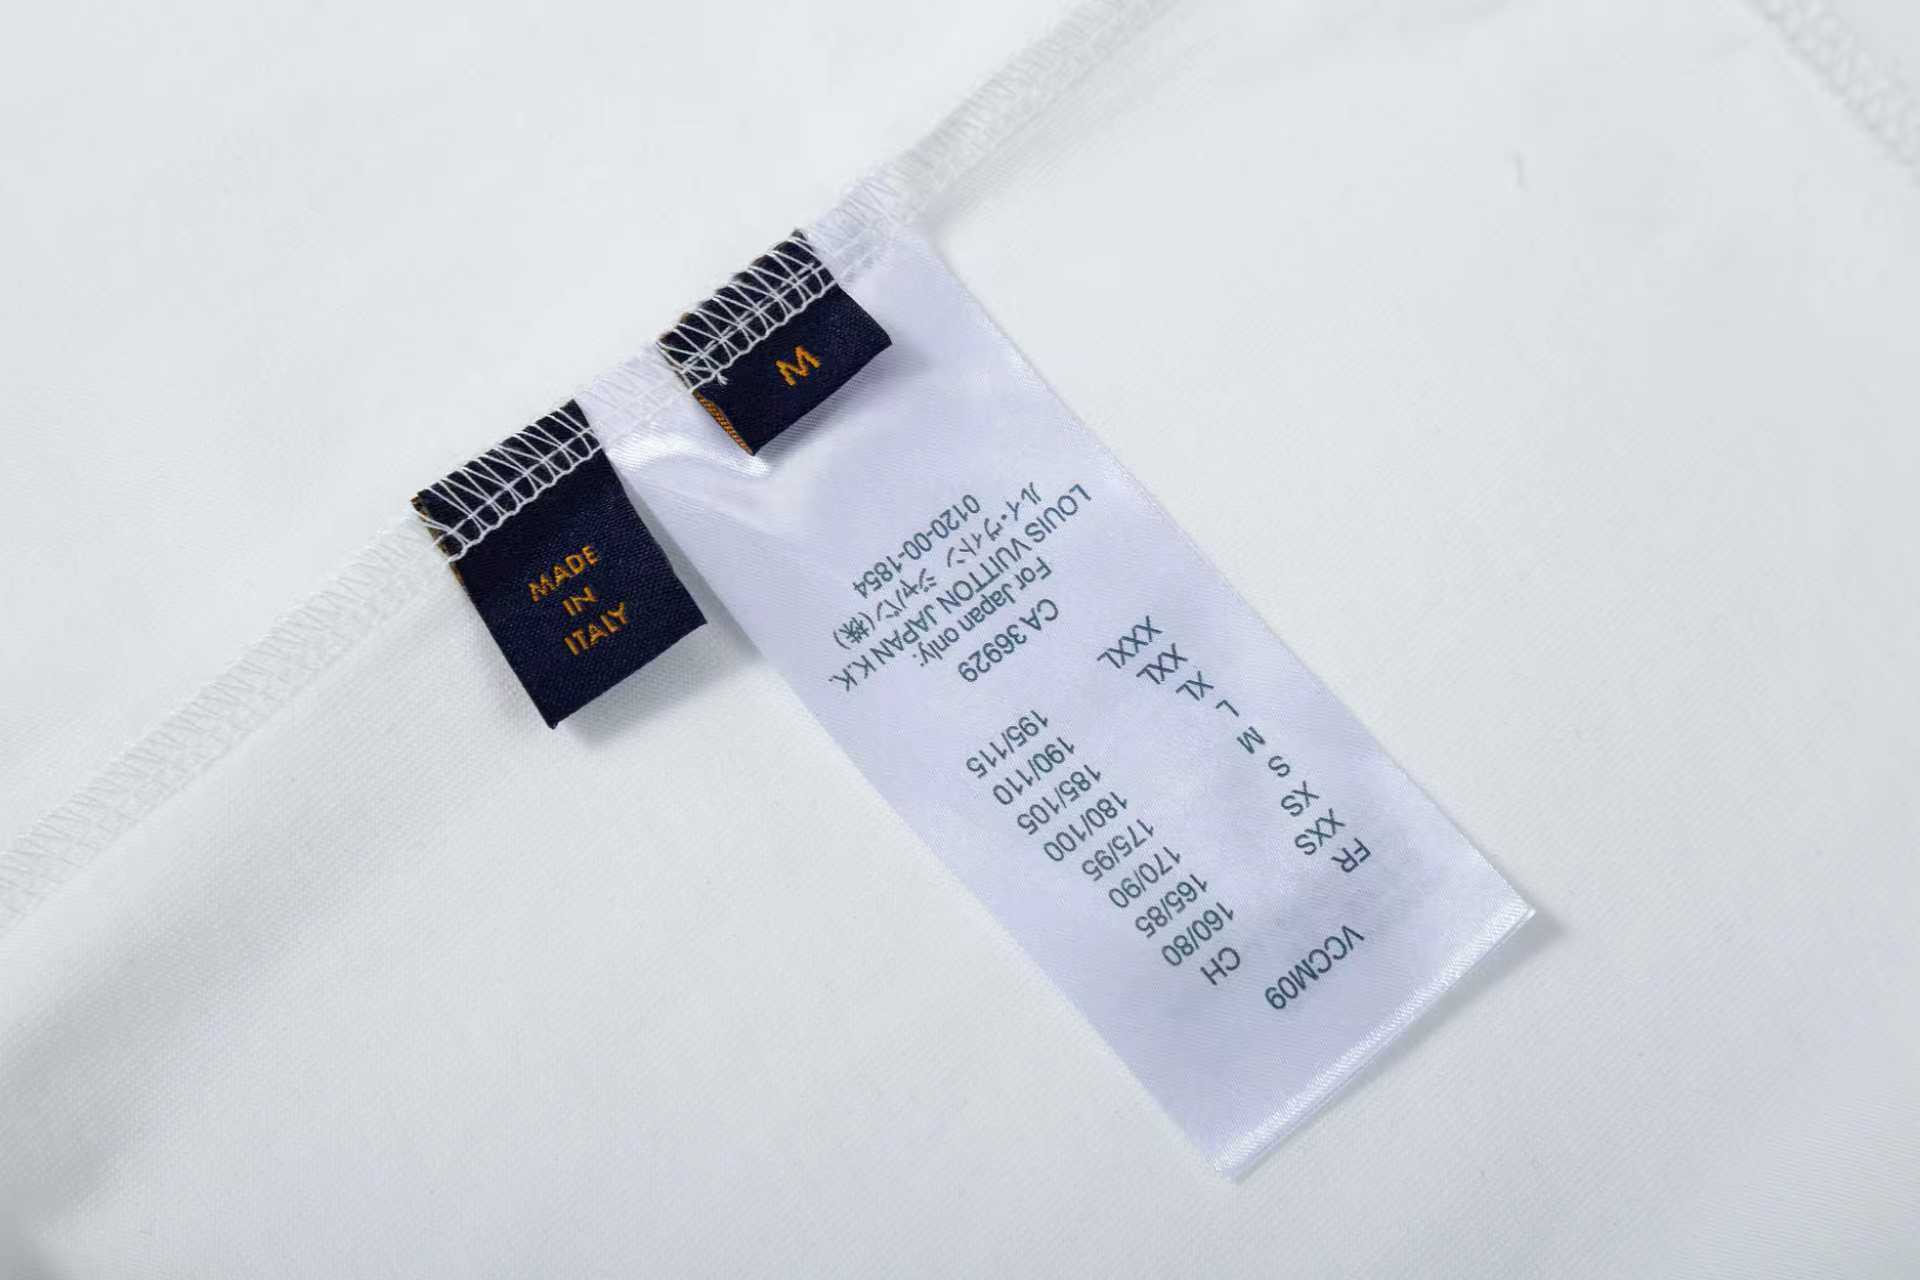 MADE
IN
ITALY
M
VCCM09
FR CH
XXS 160/80
XS 165/85
S 170/90
M 175/95
L 180/100
XL 185/105
XXL 190/110
XXXL 195/115
CA 36929
For Japan only:
LOUIS VUITTON JAPAN K.K.
ルイ・ヴィトン ジャパン(株)
0120-00-1854